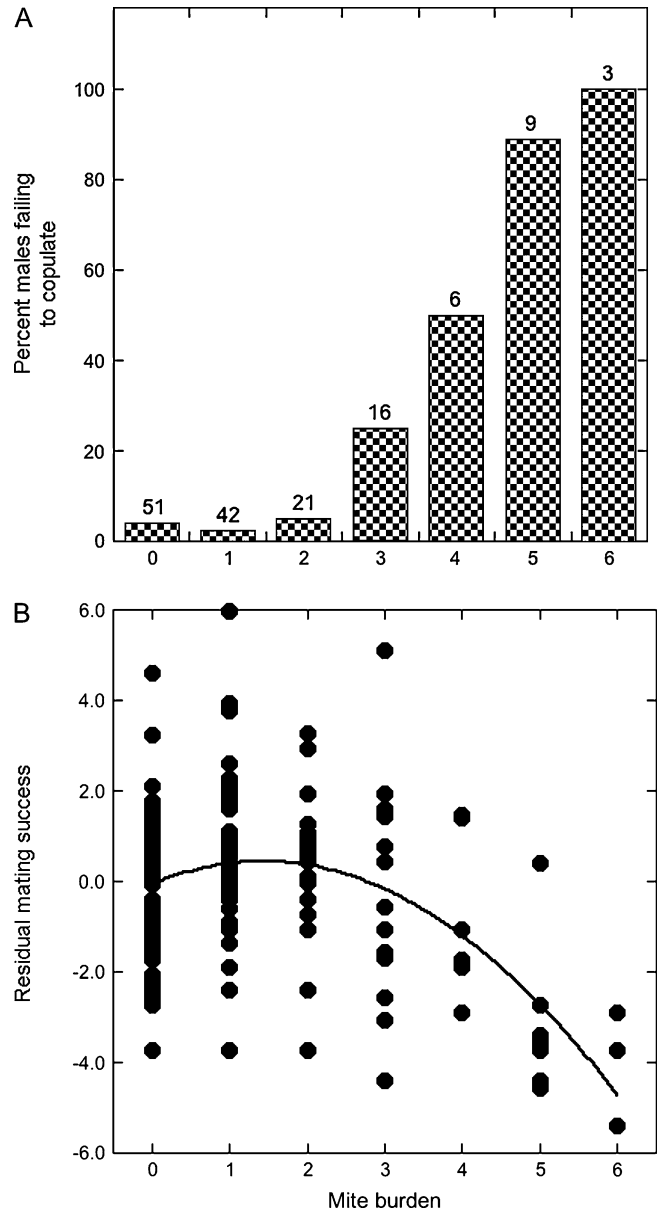 A
Percent males failing
to copulate
100
80
60
40
20
0
51
42
21
16
6
9
3
0 1 2 3 4 5 6
B
Residual mating success
6.0
4.0
2.0
0.0
-2.0
-4.0
-6.0
0 1 2 3 4 5 6
Mite burden